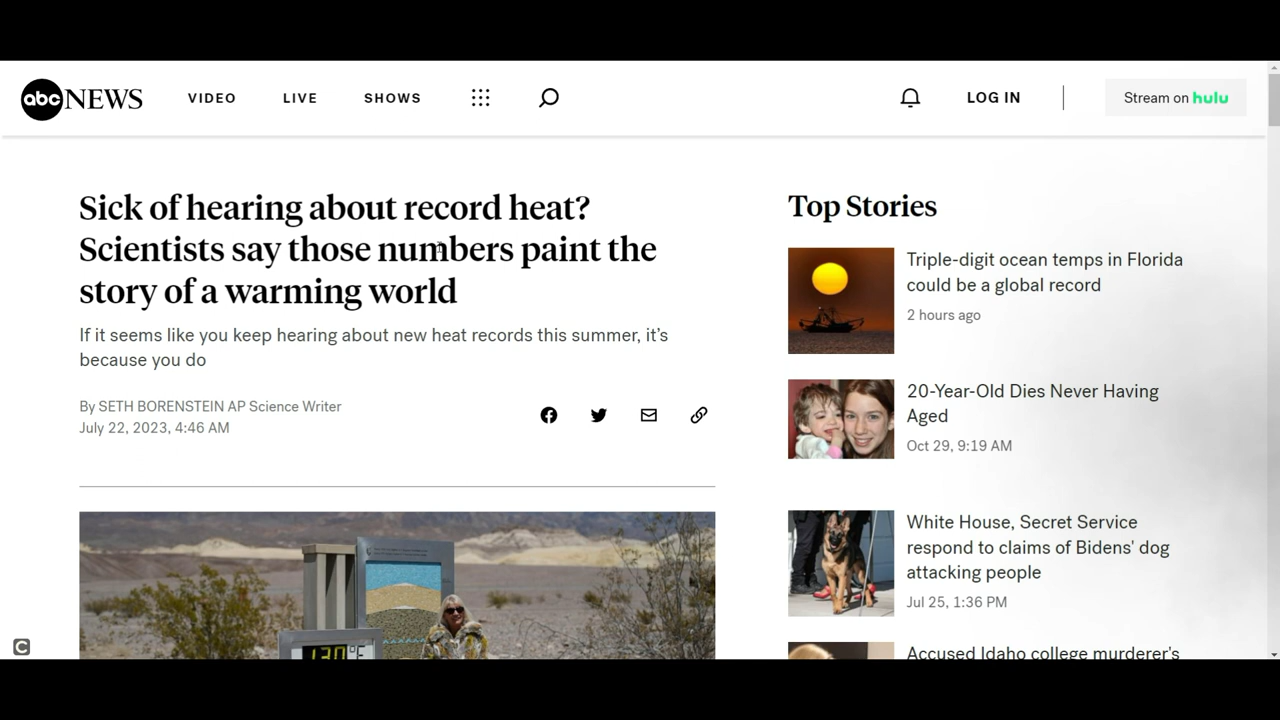 abc NEWS
VIDEO
LIVE
SHOWS
LOG IN
Stream on hulu
Sick of hearing about record heat?
Scientists say those numbers paint the
story of a warming world
If it seems like you keep hearing about new heat records this summer, it’s
because you do
By SETH BORENSTEIN AP Science Writer
July 22, 2023, 4:46 AM
130°F
Top Stories
Triple-digit ocean temps in Florida
could be a global record
2 hours ago
20-Year-Old Dies Never Having
Aged
Oct 29, 9:19 AM
White House, Secret Service
respond to claims of Bidens' dog
attacking people
Jul 25, 1:36 PM
Accused Idaho college murderer's
C